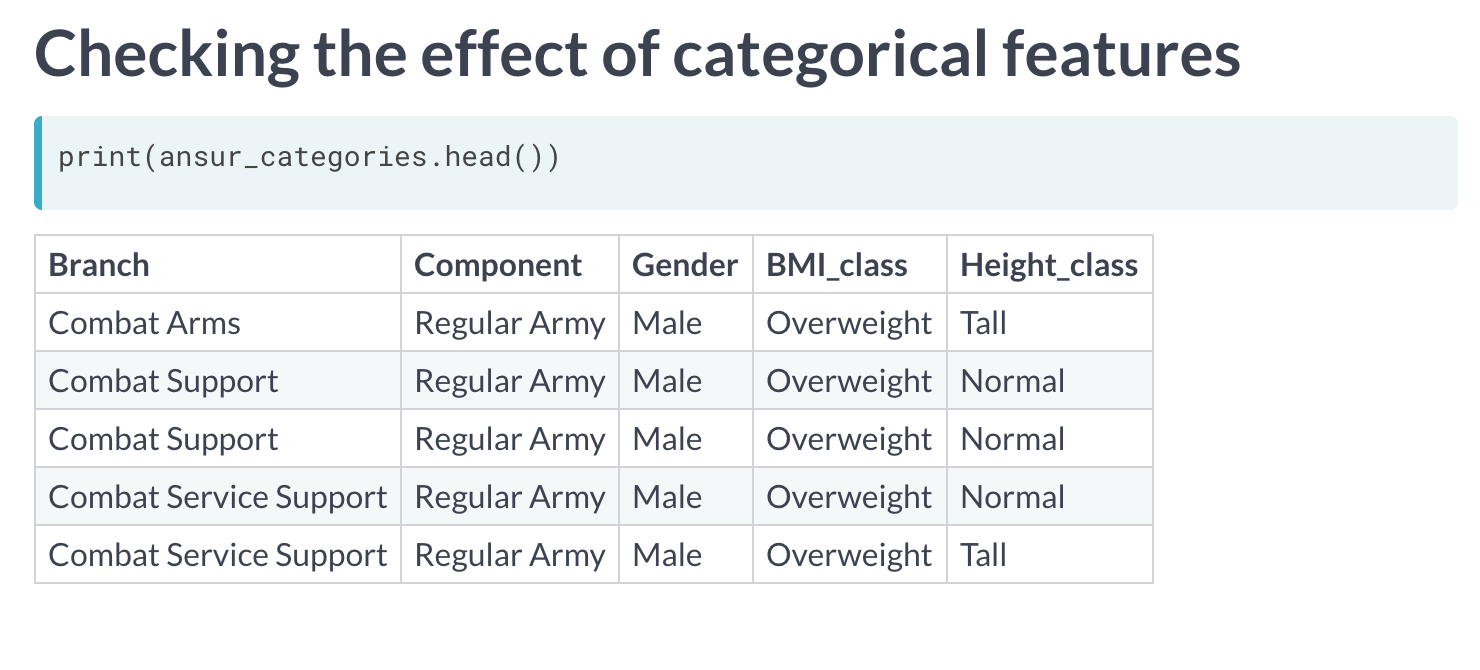 Checking the effect of categorical features
print(ansur_categories.head())
Branch Component Gender BMI_class Height_class
Combat Arms Regular Army Male Overweight Tall
Combat Support Regular Army Male Overweight Normal
Combat Support Regular Army Male Overweight Normal
Combat Service Support Regular Army Male Overweight Normal
Combat Service Support Regular Army Male Overweight Tall